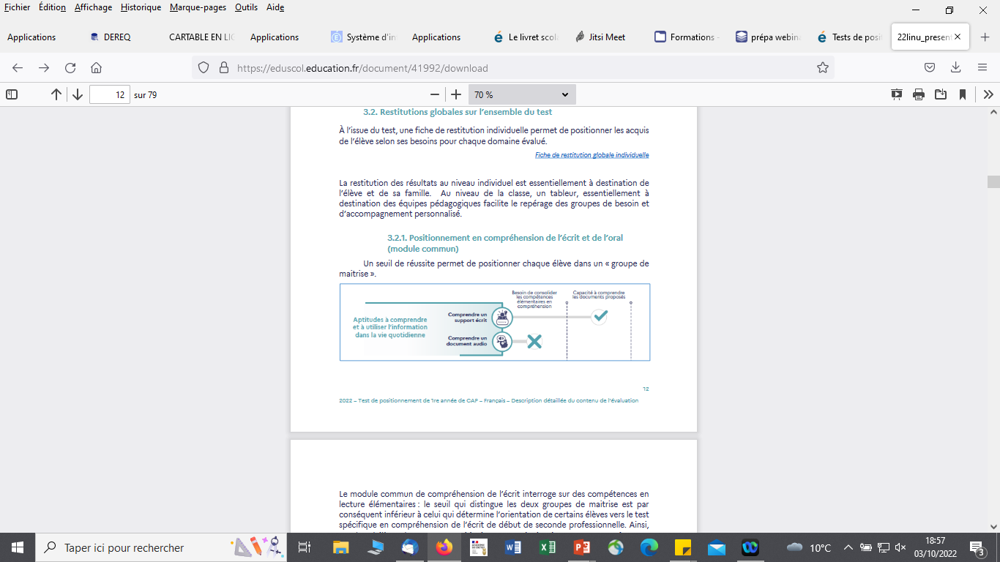 Fichier Édition Affichage Historique Marque-pages Outils Aide
Applications DEREQ CARTABLE EN LIG Applications Système d'in Applications Le livret scola Jitsi Meet Formations - prépa webina Tests de posit 22linu_present
https://eduscol.education.fr/document/41992/download
12 sur 79 70 %
3.2. Restitutions globales sur l'ensemble du test
À l'issue du test, une fiche de restitution individuelle permet de positionner les acquis
de l'élève selon ses besoins pour chaque domaine évalué.
Fiche de restitution globale individuelle
La restitution des résultats au niveau individuel est essentiellement à destination de
l'élève et de sa famille. Au niveau de la classe, un tableur, essentiellement à
destination des équipes pédagogiques facilite le repérage des groupes de besoin et
d'accompagnement personnalisé.
3.2.1. Positionnement en compréhension de l'écrit et de l'oral
(module commun)
Un seuil de réussite permet de positionner chaque élève dans un « groupe de
maitrise ».
Besoin de consolider
les compétences
élémentaires en
compréhension
Capacité à comprendre
les documents proposés
Aptitudes à comprendre
et à utiliser l'information
dans la vie quotidienne
Comprendre un
support écrit
Comprendre un
document audio
12
2022 – Test de positionnement de 1re année de CAP – Français – Description détaillée du contenu de l'évaluation
Le module commun de compréhension de l'écrit interroge sur des compétences en
lecture élémentaires : le seuil qui distingue les deux groupes de maitrise est par
conséquent inférieur à celui qui détermine l'orientation de certains élèves vers le test
spécifique en compréhension de l'écrit de début de seconde professionnelle. Ainsi,
Taper ici pour rechercher
10°C
18:57
03/10/2022
3